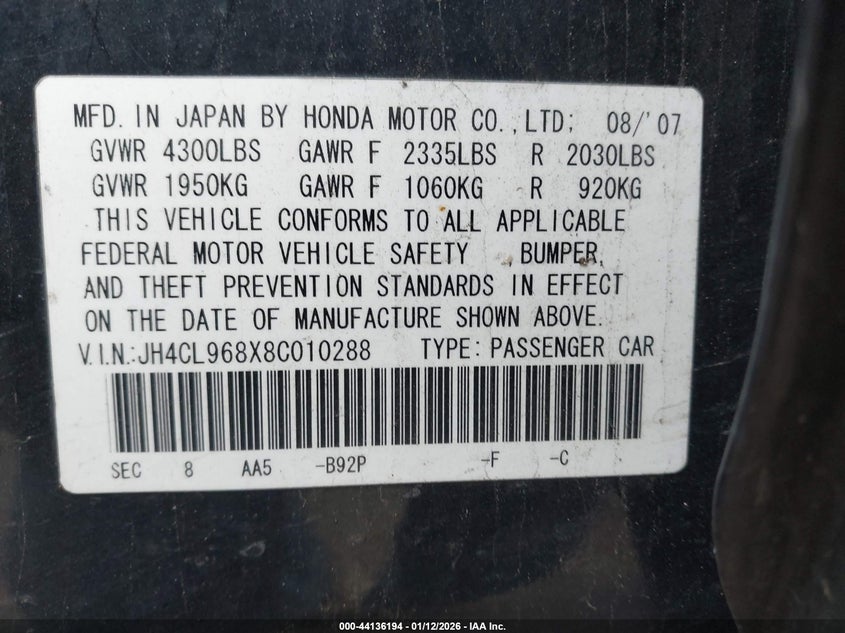 MFD. IN JAPAN BY HONDA MOTOR CO.,LTD; 08/'07
GVWR 4300LBS GAWR F 2335LBS R 2030LBS
GVWR 1950KG GAWR F 1060KG R 920KG
THIS VEHICLE CONFORMS TO ALL APPLICABLE
FEDERAL MOTOR VEHICLE SAFETY ,BUMPER,
AND THEFT PREVENTION STANDARDS IN EFFECT
ON THE DATE OF MANUFACTURE SHOWN ABOVE.
V.I.N.:JH4CL968X8C010288 TYPE:PASSENGER CAR
SEC 8 AA5 -B92P -F -C
000-44136194 - 01/12/2026 - IAA Inc.